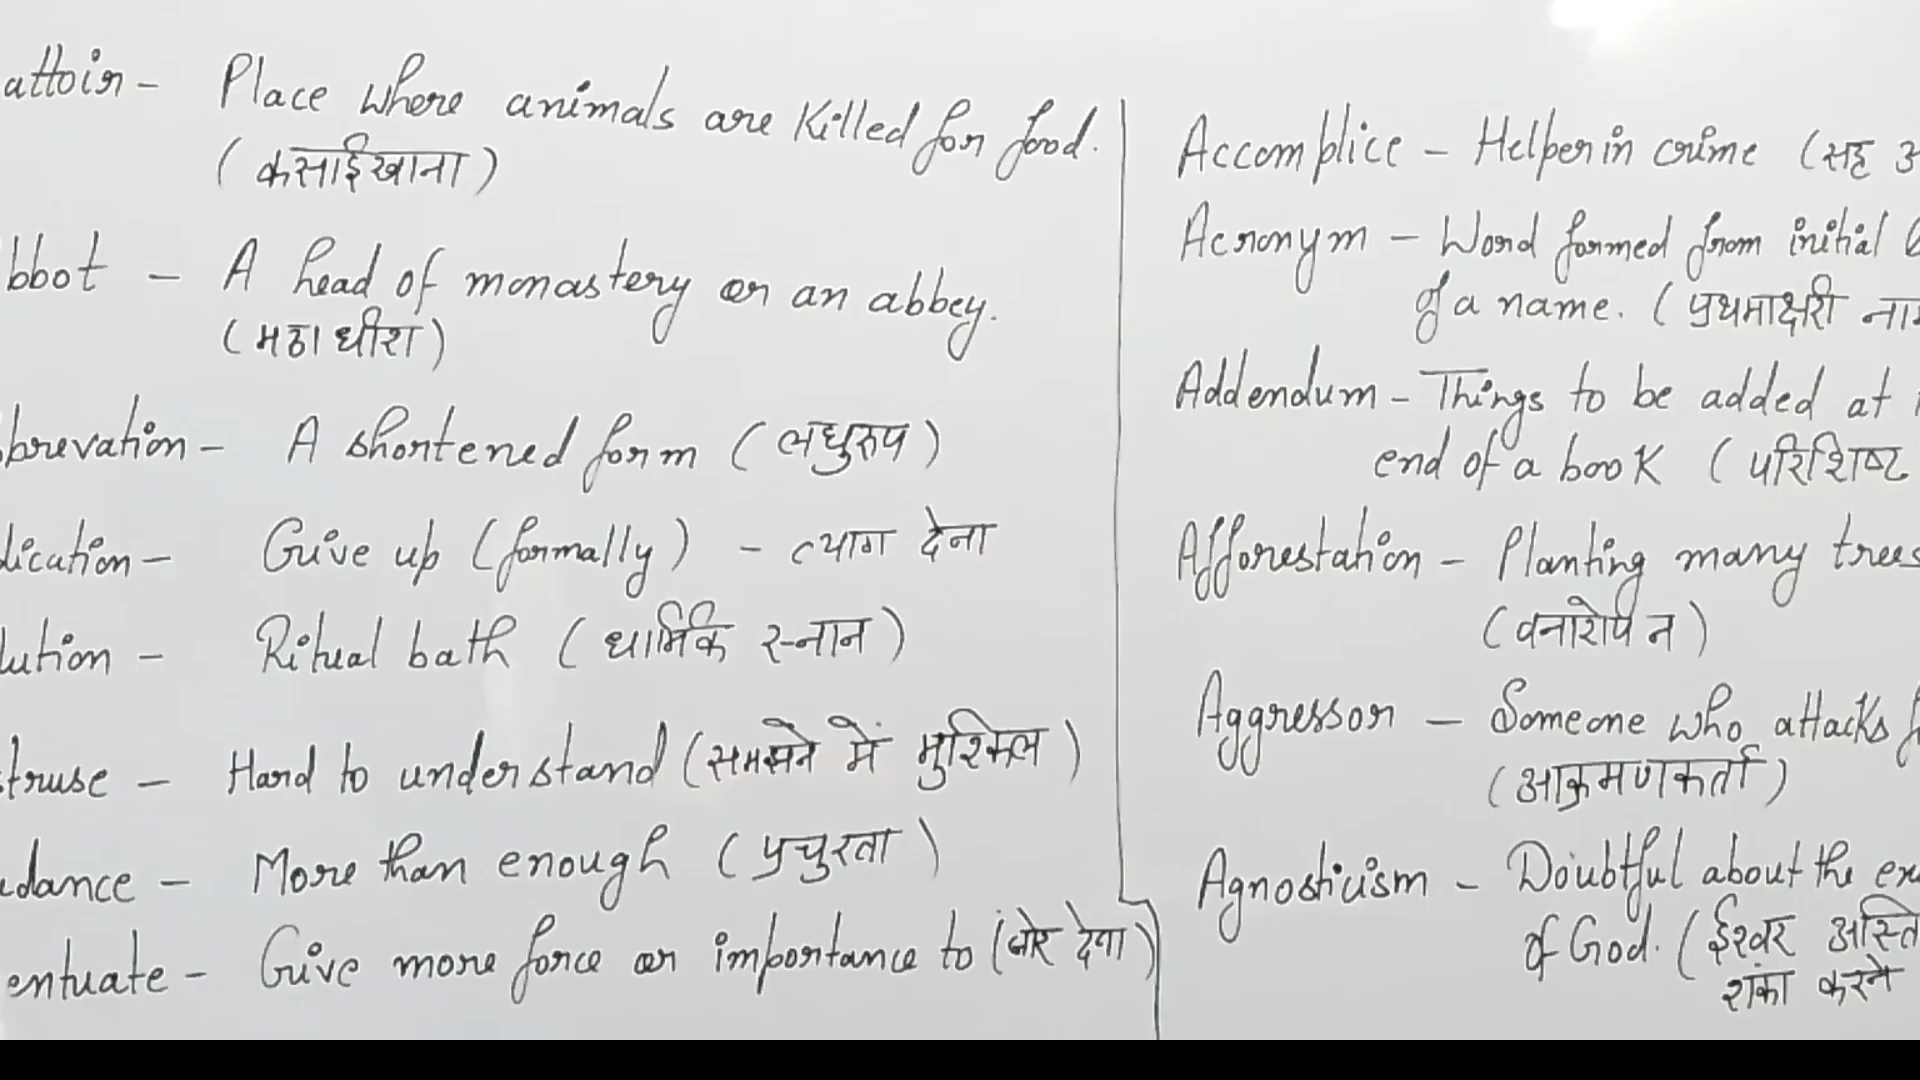 attoir - Place where animals are Killed for food.
(कसाईखाना)
bbot - A head of monastery or an abbey.
(मठाधीश)
brevation - A shortened form (लघुरुप)
dication - Give up (formally) - त्याग देना
lution - Ritual bath (धार्मिक स्नान)
truse - Hard to understand (समझने में मुश्किल)
dance - More than enough (प्रचुरता)
entuate - Give more force or importance to (जोर देना)
Accomplice - Helper in crime (सह अ
Acronym - Word formed from initial
of a name. (प्रथमाक्षरी नाम
Addendum - Things to be added at
end of a book (परिशिष्ट
Afforestation - Planting many trees
(वनारोपन)
Aggressor - Someone who attacks f
(आक्रमणकर्ता)
Agnosticism - Doubtful about the ex
of God. (ईश्वर अस्ति
शंका करने